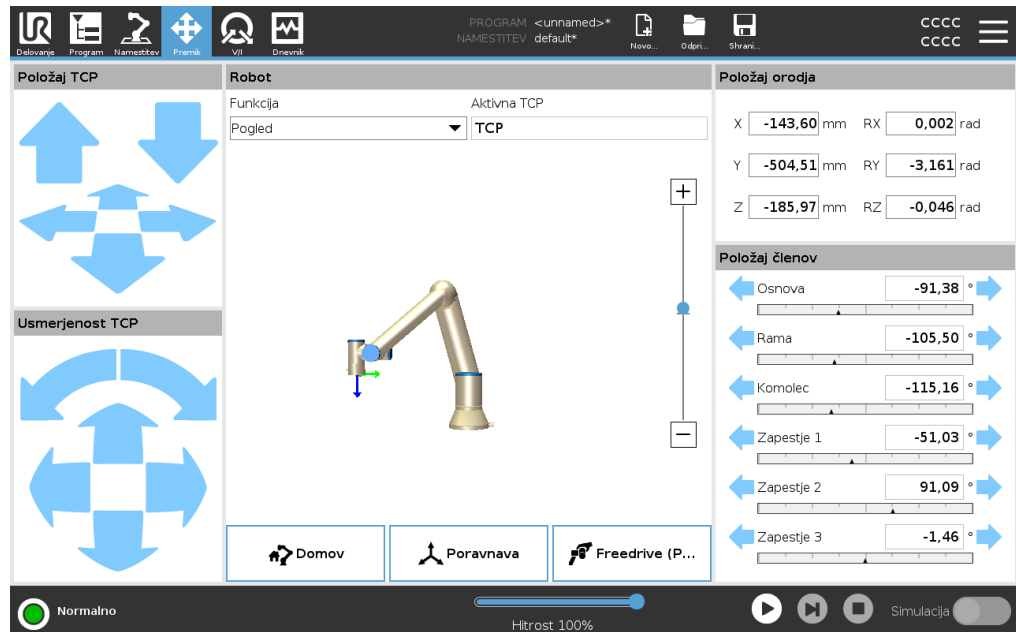 UR
PROGRAM <unnamed>*
NAMESTITEV default*
CCCC
CCCC
Delovanje Program Namestitev Premik V/I Dnevnik Novo... Odpri... Shrani...
Položaj TCP
Robot
Položaj orodja
Funkcija
Aktivna TCP
Pogled
TCP
X -143,60 mm RX 0,002 rad
Y -504,51 mm RY -3,161 rad
Z -185,97 mm RZ -0,046 rad
Položaj členov
Osnova -91,38 °
Usmerjenost TCP
Rama -105,50 °
Komolec -115,16 °
Zapestje 1 -51,03 °
Zapestje 2 91,09 °
Zapestje 3 -1,46 °
Domov
Poravnava
Freedrive (P...
Normalno
Hitrost 100%
Simulacija